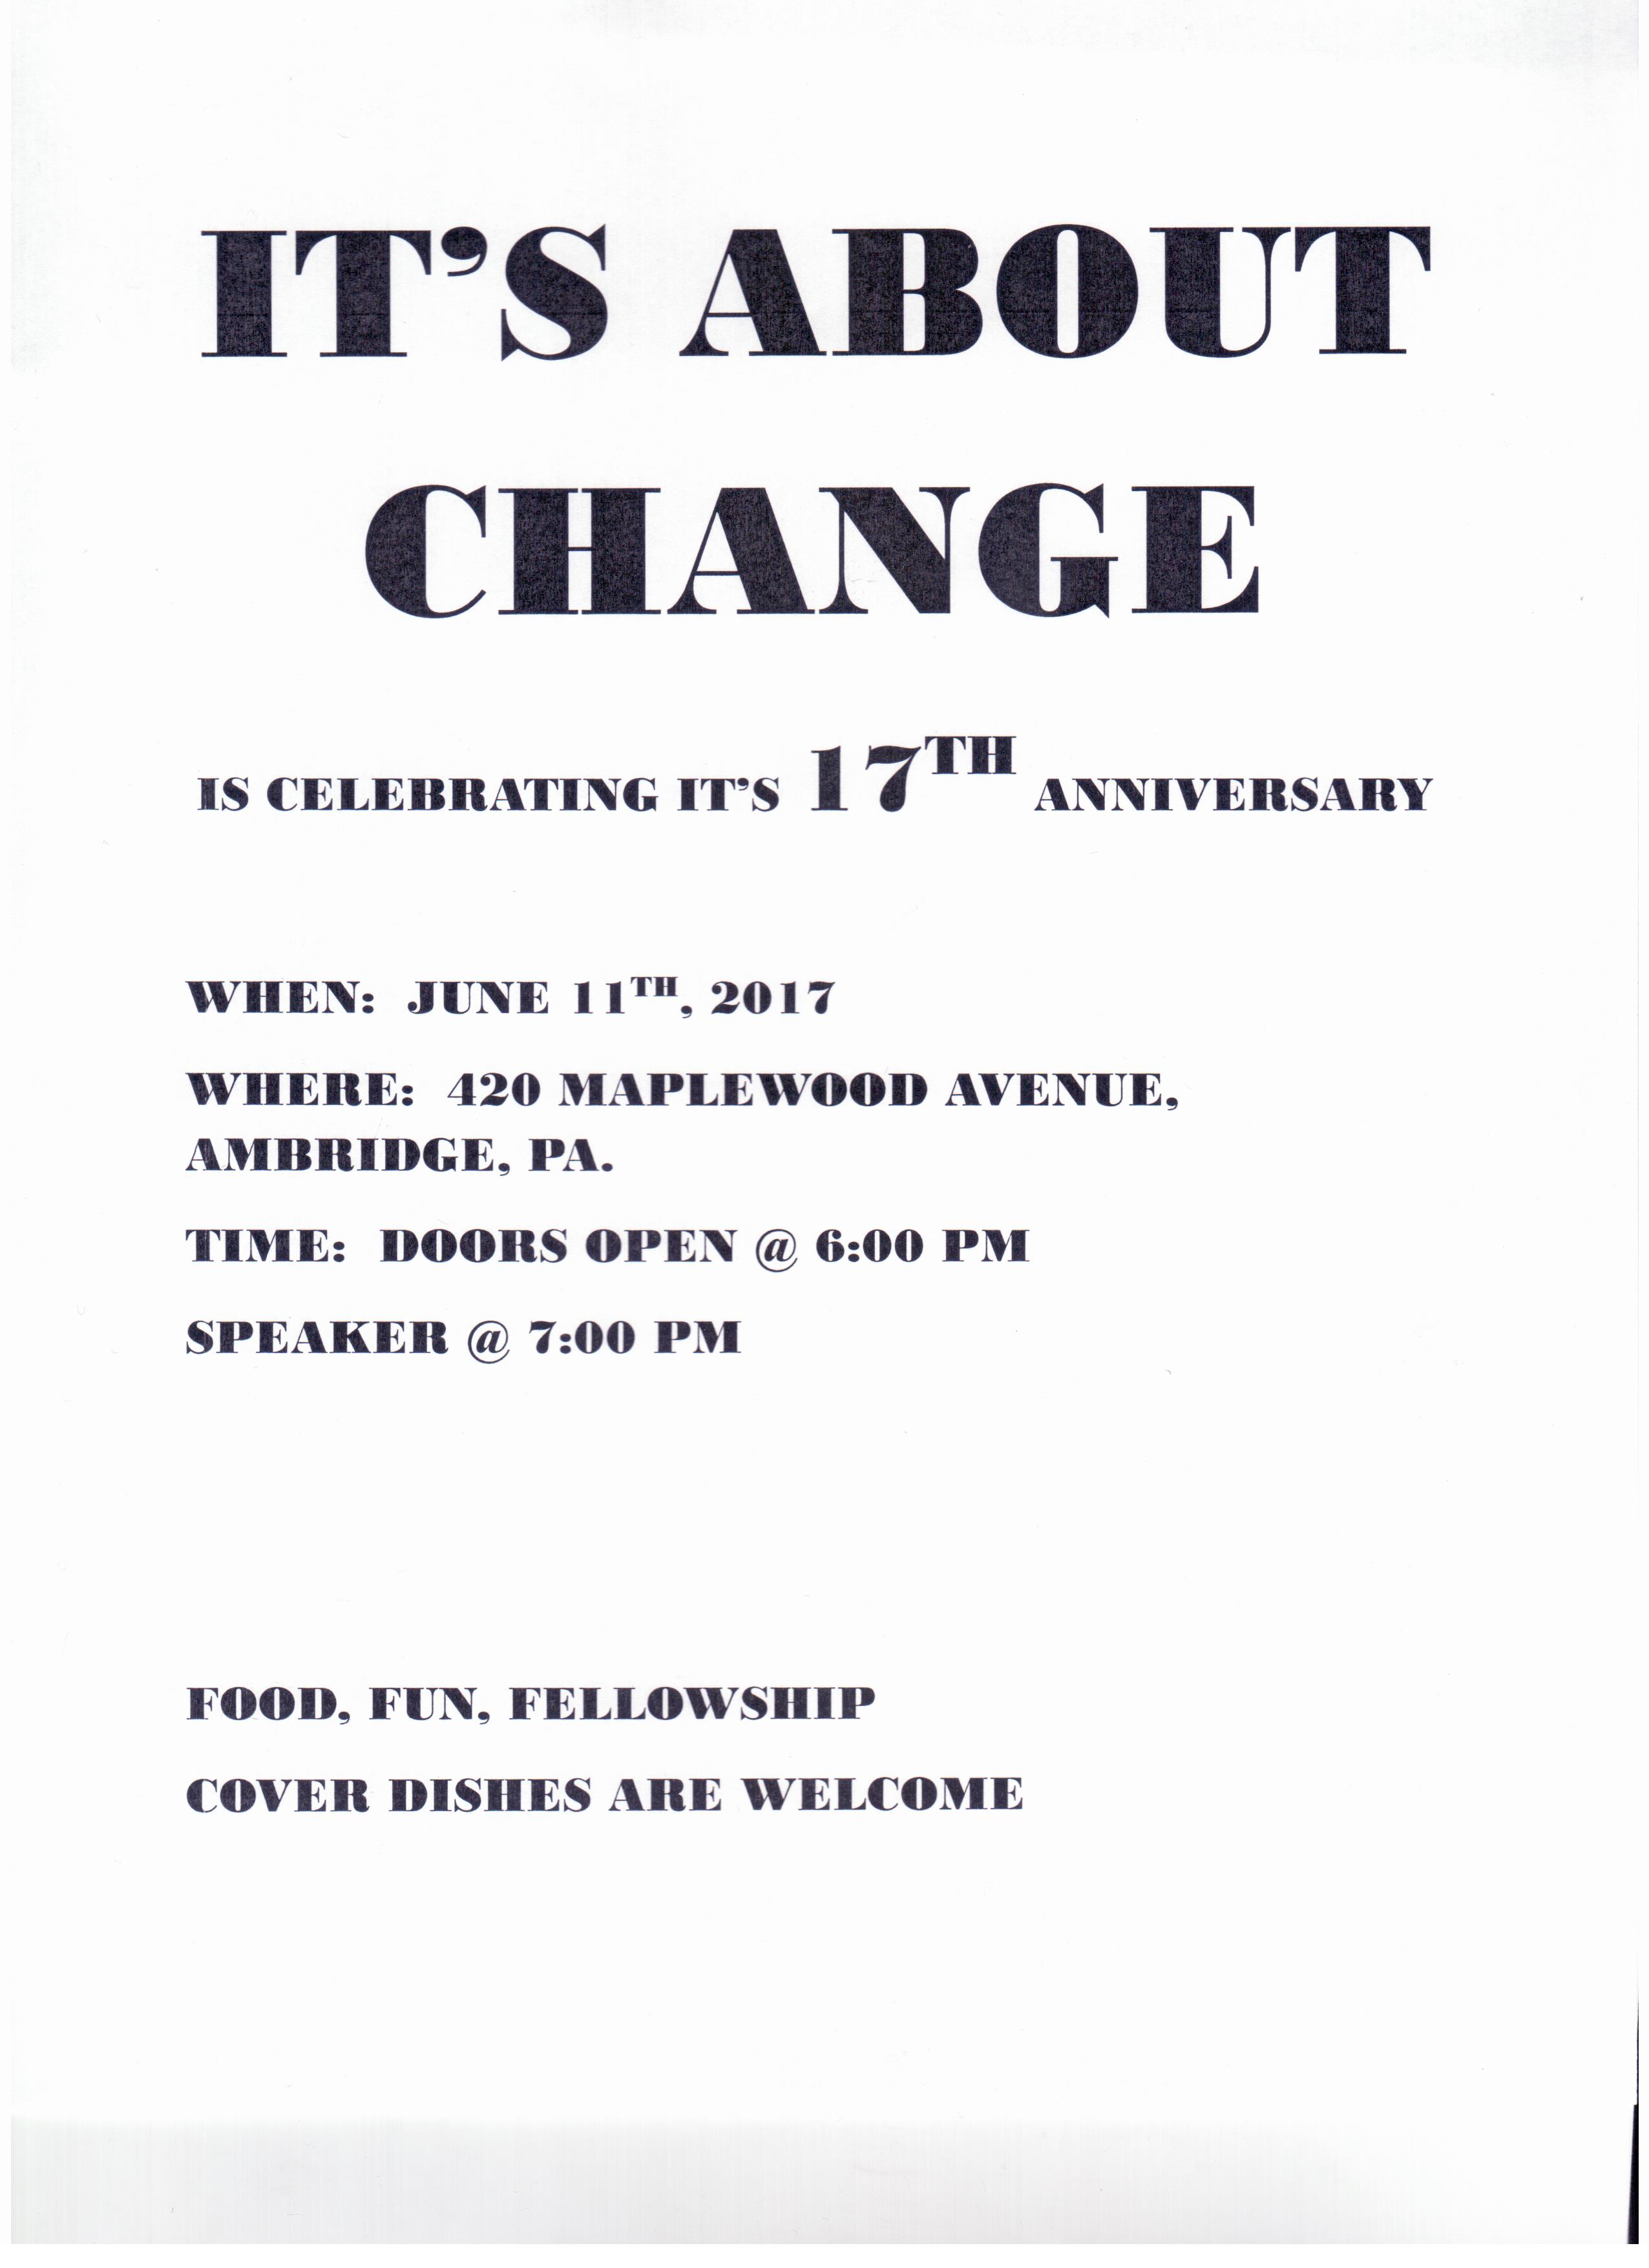 IT'S ABOUT
CHANGE
IS CELEBRATING IT'S 17TH ANNIVERSARY
WHEN: JUNE 11TH, 2017
WHERE: 420 MAPLEWOOD AVENUE,
AMBRIDGE, PA.
TIME: DOORS OPEN @ 6:00 PM
SPEAKER @ 7:00 PM
FOOD, FUN, FELLOWSHIP
COVER DISHES ARE WELCOME